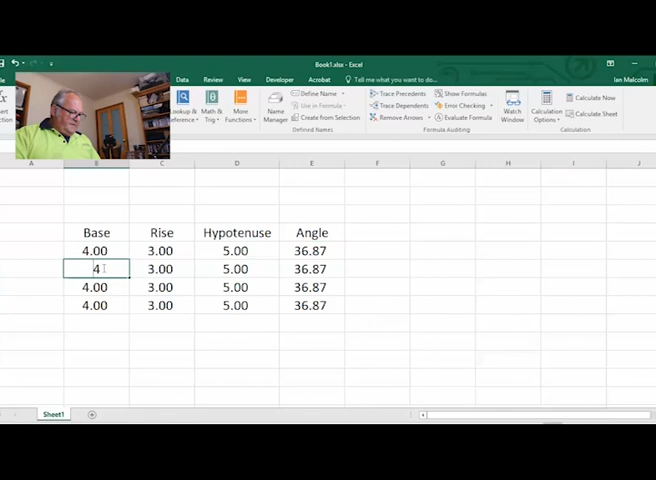 Book1.xlsx - Excel
Data Review View Developer Acrobat Tell me what you want to do... Ian Malcolm
Lookup & Reference Math & Trig More Functions
Name Manager
Define Name
Use in Formula
Create from Selection
Defined Names
Trace Precedents
Trace Dependents
Remove Arrows
Show Formulas
Error Checking
Evaluate Formula
Formula Auditing
Watch Window
Calculation Options
Calculate Now
Calculate Sheet
Calculation
A B C D E F G H I J
Base Rise Hypotenuse Angle
4.00 3.00 5.00 36.87
4 3.00 5.00 36.87
4.00 3.00 5.00 36.87
4.00 3.00 5.00 36.87
Sheet1